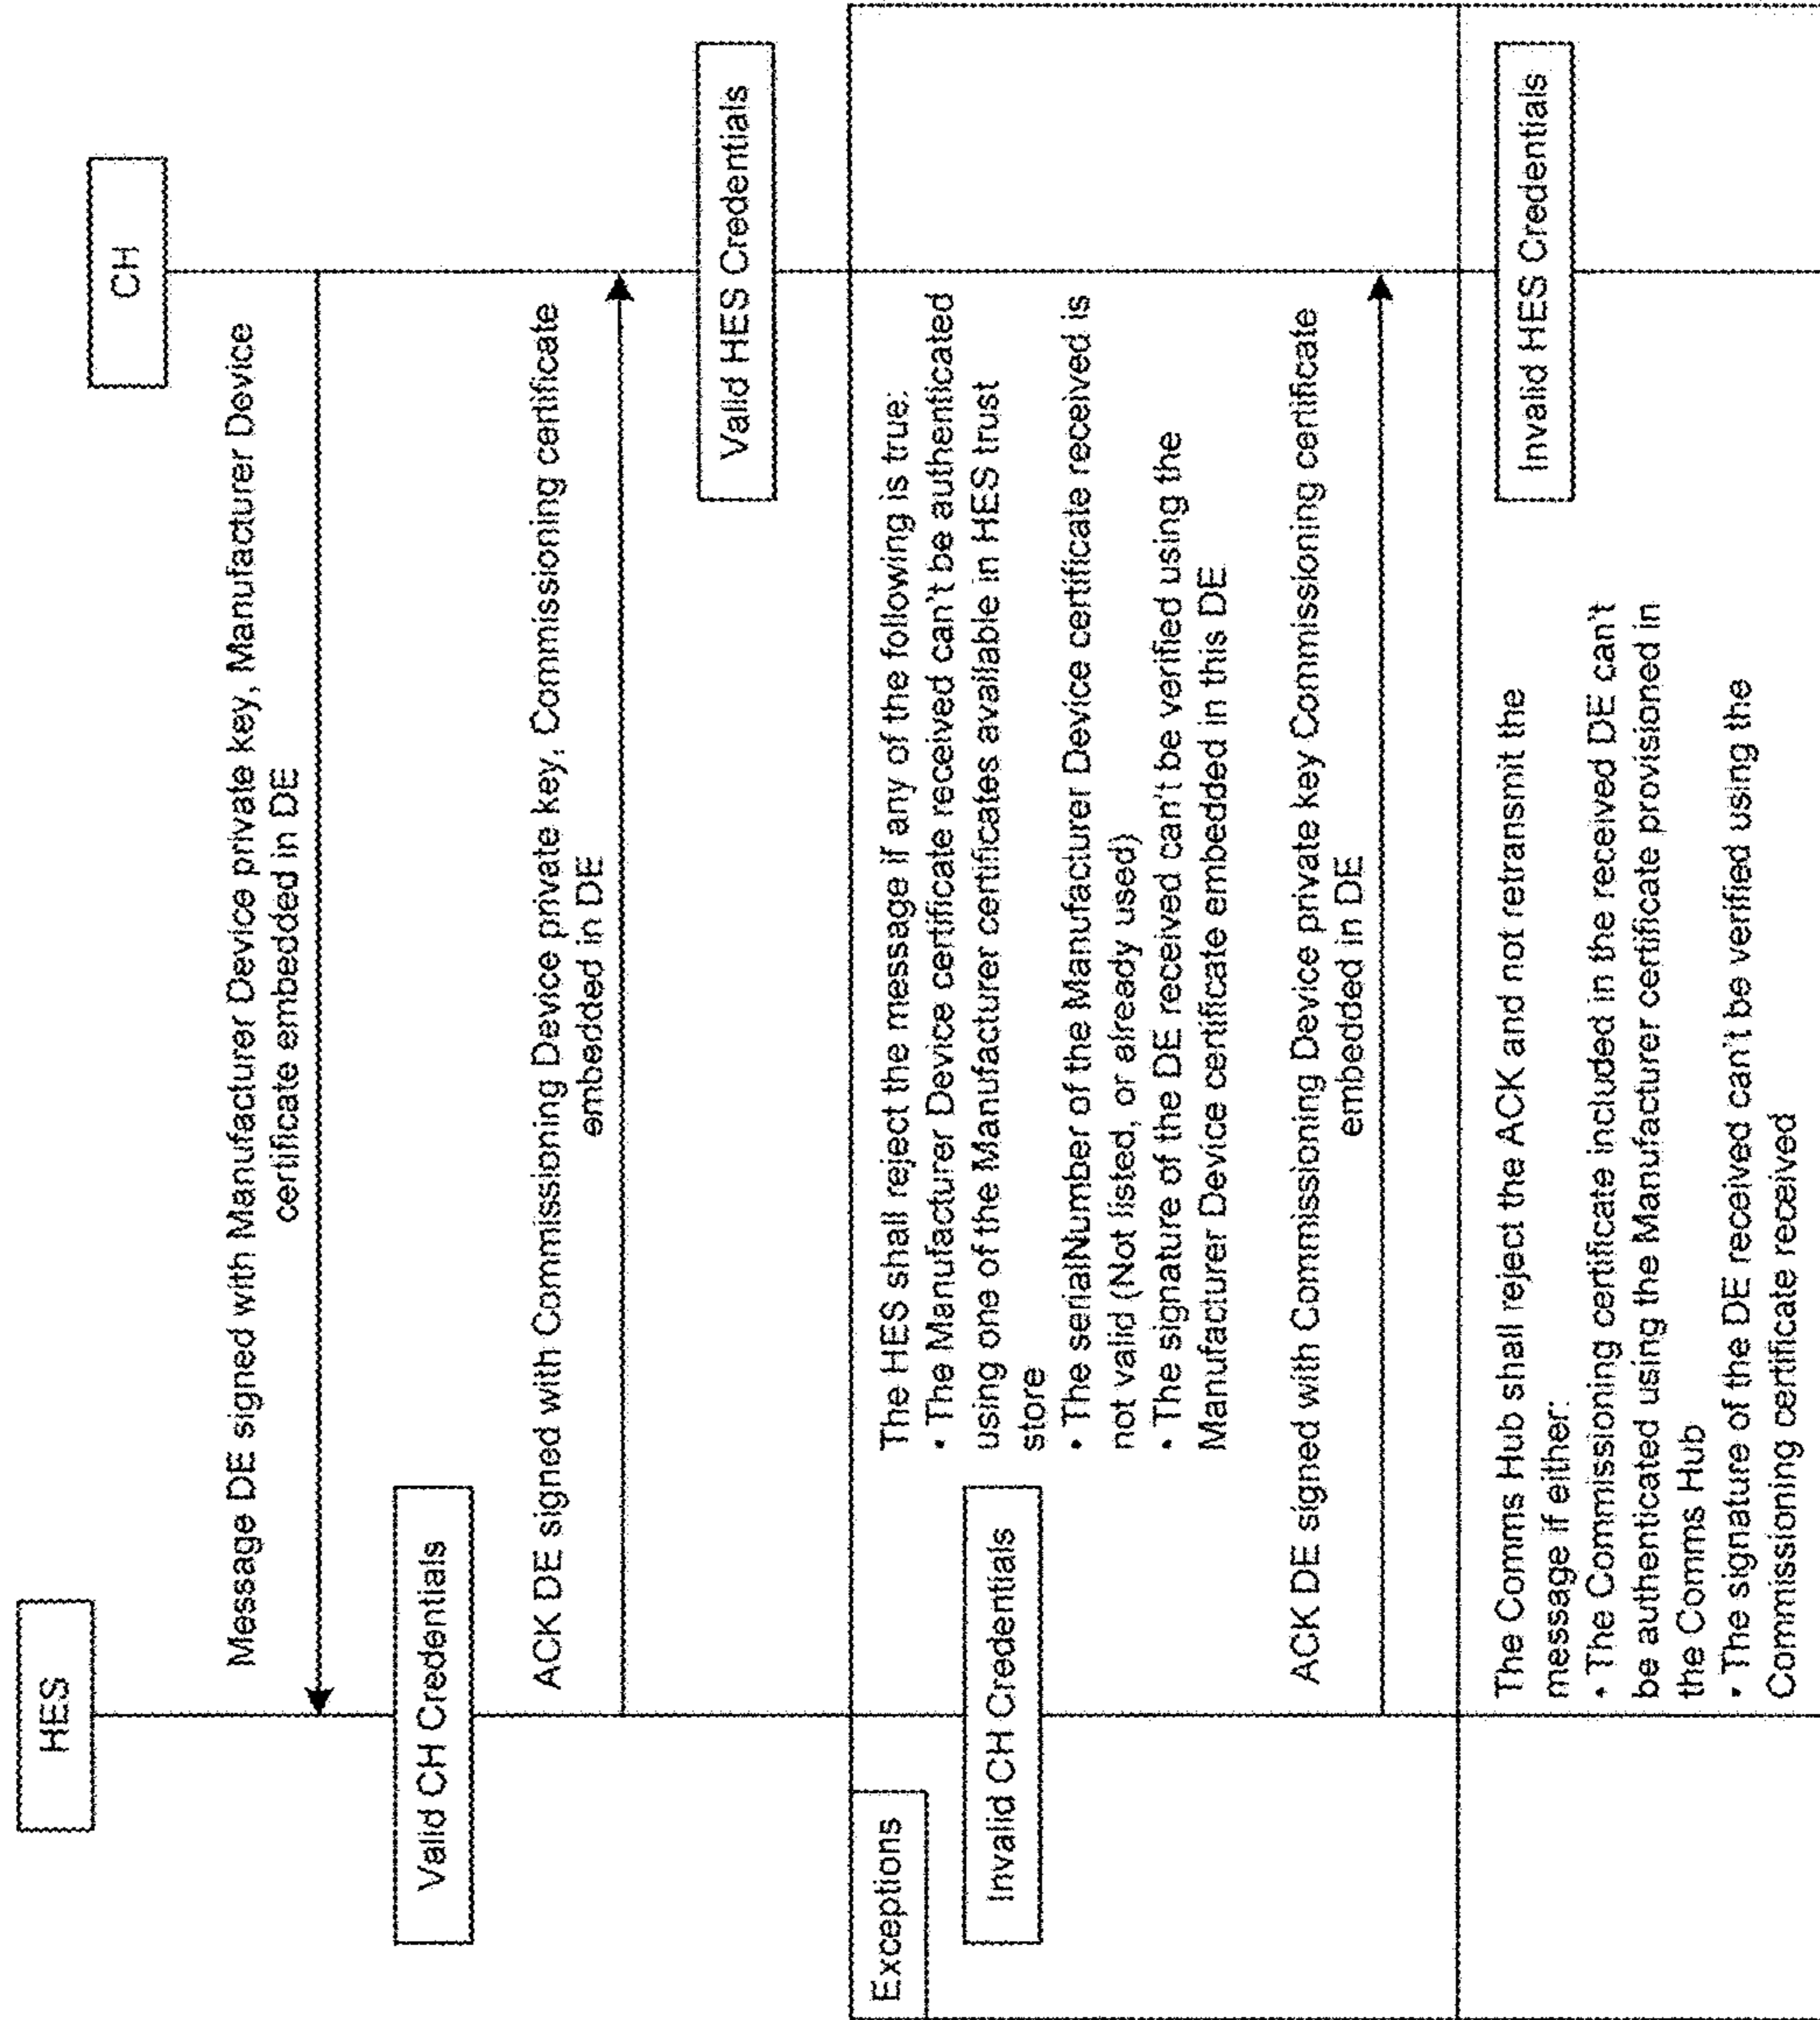 HES
CH
Message DE signed with Manufacturer Device private key, Manufacturer Device
certificate embedded in DE
Valid CH Credentials
ACK DE signed with Commissioning Device private key, Commissioning certificate
embedded in DE
Valid HES Credentials
Exceptions
The HES shall reject the message if any of the following is true:
• The Manufacturer Device certificate received can't be authenticated
using one of the Manufacturer certificates available in HES trust
store
• The serialNumber of the Manufacturer Device certificate received is
not valid (Not listed, or already used)
• The signature of the DE received can't be verified using the
Manufacturer Device certificate embedded in this DE
Invalid CH Credentials
ACK DE signed with Commissioning Device private key Commissioning certificate
embedded in DE
The Comms Hub shall reject the ACK and not retransmit the
message if either:
• The Commissioning certificate included in the received DE can't
be authenticated using the Manufacturer certificate provisioned in
the Comms Hub
• The signature of the DE received can't be verified using the
Commissioning certificate received
Invalid HES Credentials